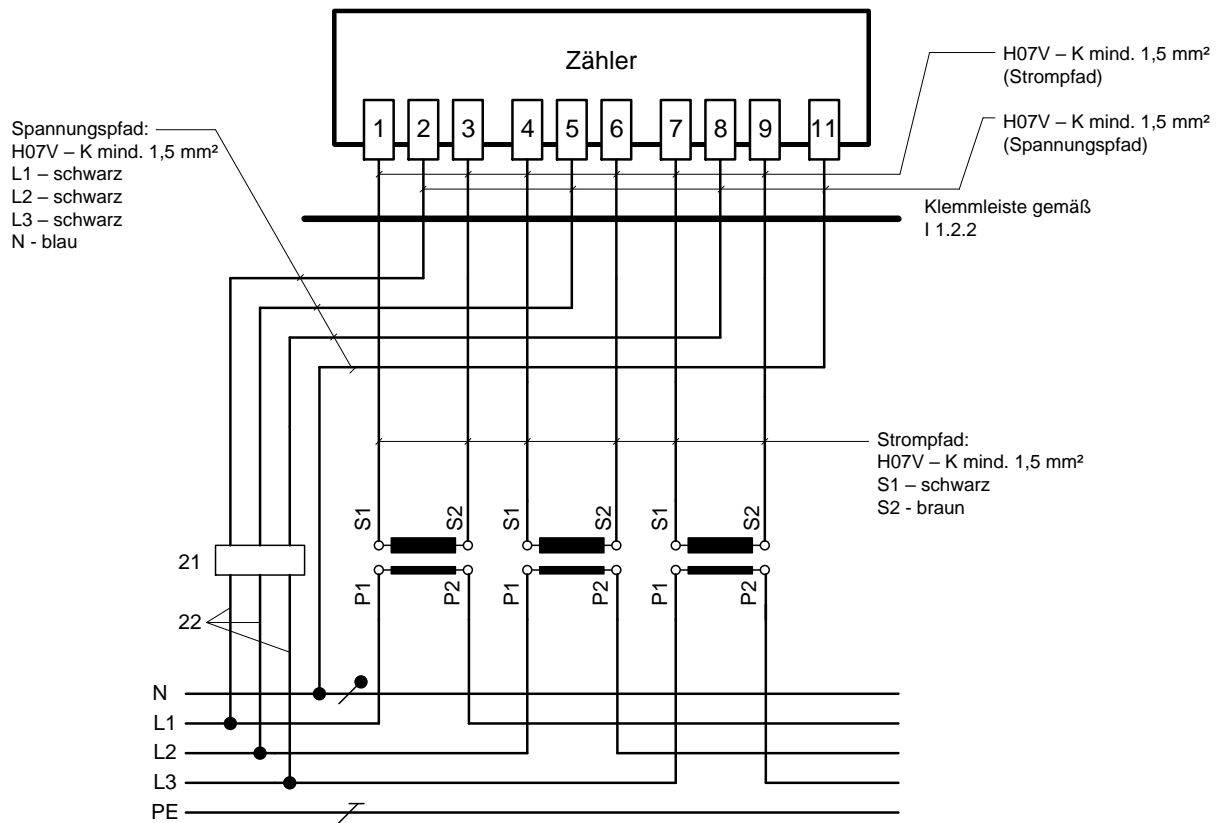 Zähler
1 2 3 4 5 6 7 8 9 11
H07V – K mind. 1,5 mm²
(Strompfad)
H07V – K mind. 1,5 mm²
(Spannungspfad)
Spannungspfad:
H07V – K mind. 1,5 mm²
L1 – schwarz
L2 – schwarz
L3 – schwarz
N - blau
Klemmleiste gemäß
I 1.2.2
Strompfad:
H07V – K mind. 1,5 mm²
S1 – schwarz
S2 - braun
S1 S2 S1 S2 S1 S2
21
P1 P2 P1 P2 P1 P2
22
N
L1
L2
L3
PE